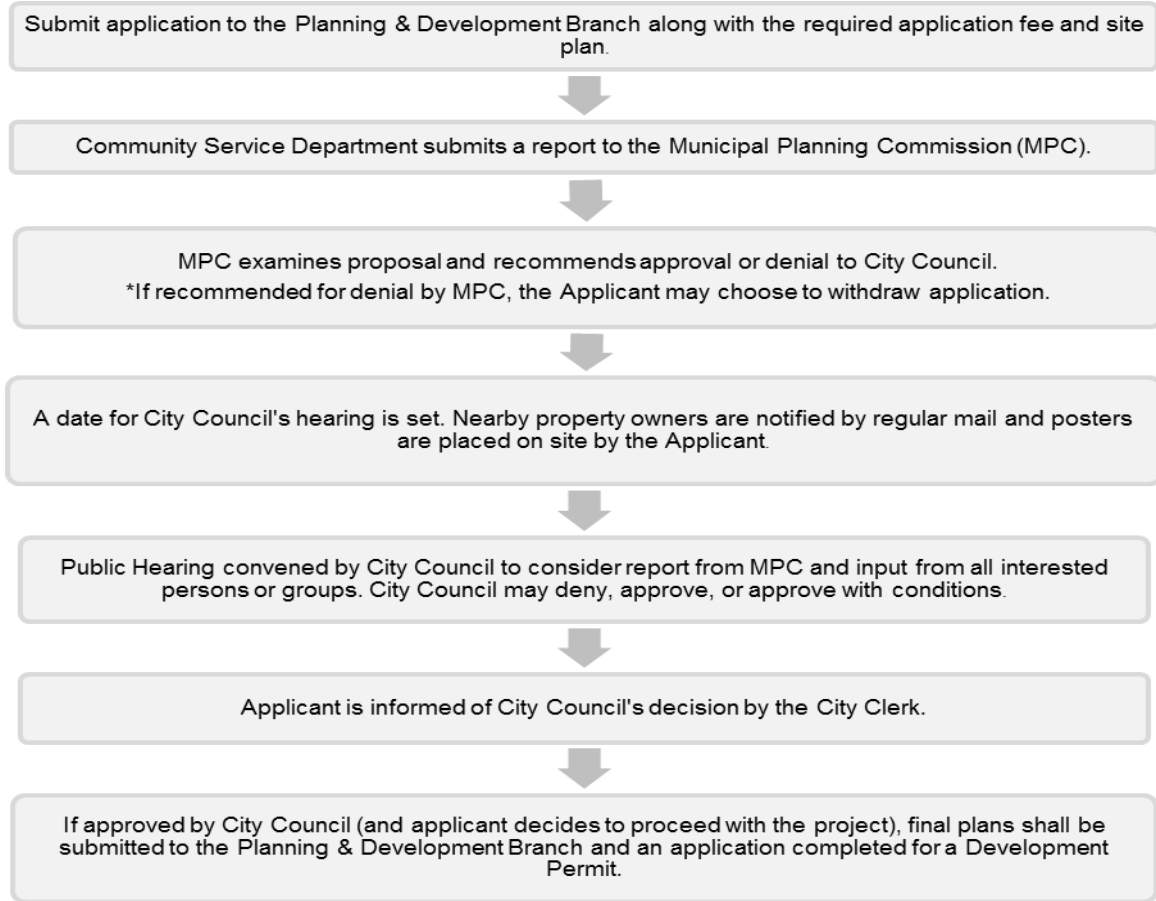 Submit application to the Planning & Development Branch along with the required application fee and site
plan.
Community Service Department submits a report to the Municipal Planning Commission (MPC).
MPC examines proposal and recommends approval or denial to City Council.
*If recommended for denial by MPC, the Applicant may choose to withdraw application.
A date for City Council's hearing is set. Nearby property owners are notified by regular mail and posters
are placed on site by the Applicant.
Public Hearing convened by City Council to consider report from MPC and input from all interested
persons or groups. City Council may deny, approve, or approve with conditions.
Applicant is informed of City Council's decision by the City Clerk.
If approved by City Council (and applicant decides to proceed with the project), final plans shall be
submitted to the Planning & Development Branch and an application completed for a Development
Permit.